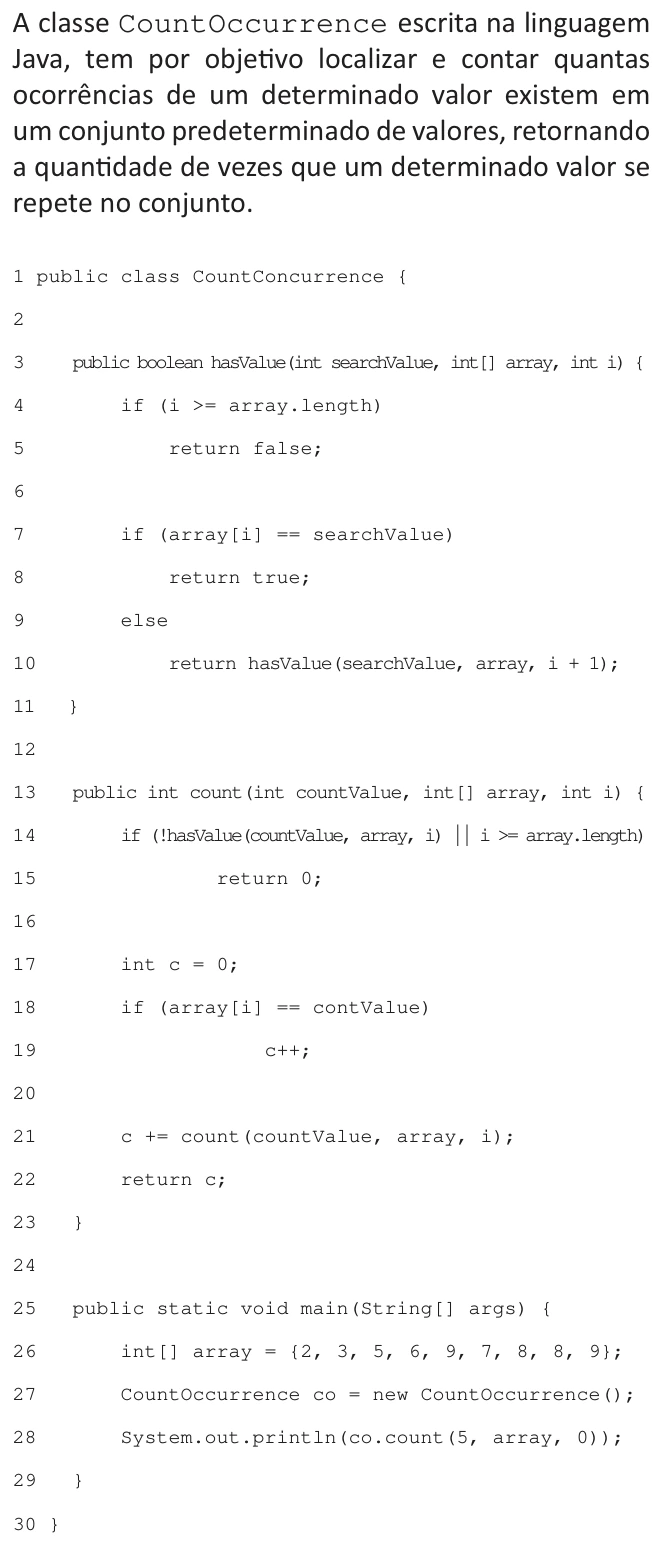 A classe CountOccurrence escrita na linguagem
Java, tem por objetivo localizar e contar quantas
ocorrências de um determinado valor existem em
um conjunto predeterminado de valores, retornando
a quantidade de vezes que um determinado valor se
repete no conjunto.
1 public class CountConcurrence {
2
3 public boolean hasValue(int searchValue, int[] array, int i) {
4 if (i >= array.length)
5 return false;
6
7 if (array[i] == searchValue)
8 return true;
9 else
10 return hasValue(searchValue, array, i + 1);
11 }
12
13 public int count(int countValue, int[] array, int i) {
14 if (!hasValue(countValue, array, i) || i >= array.length)
15 return 0;
16
17 int c = 0;
18 if (array[i] == contValue)
19 c++;
20
21 c += count(countValue, array, i);
22 return c;
23 }
24
25 public static void main(String[] args) {
26 int[] array = {2, 3, 5, 6, 9, 7, 8, 8, 9};
27 CountOccurrence co = new CountOccurrence();
28 System.out.println(co.count(5, array, 0));
29 }
30 }